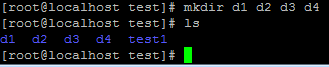 [root@localhost test]# mkdir d1 d2 d3 d4
[root@localhost test]# ls
d1  d2  d3  d4  test1
[root@localhost test]#